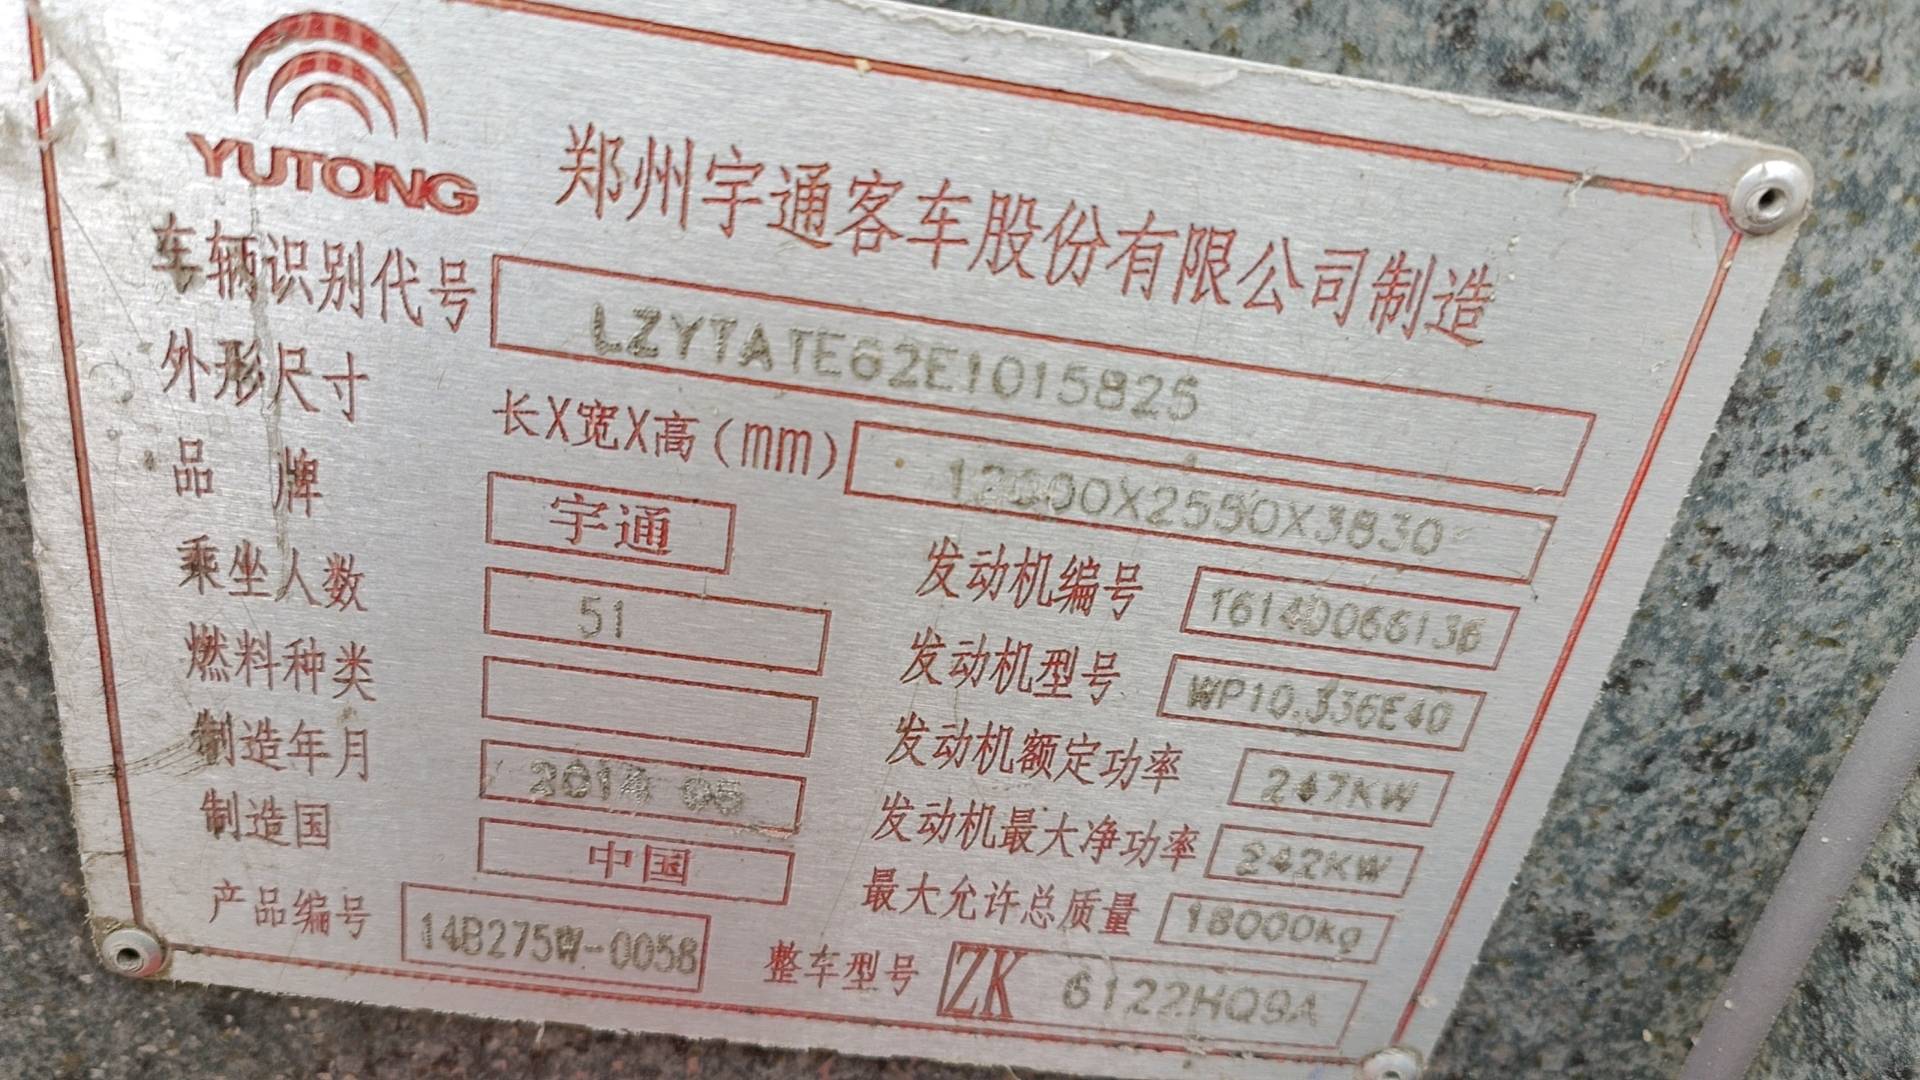 YUTONG
郑州宇通客车股份有限公司制造
车辆识别代号 LZYTATE62E1015825
外形尺寸 长X宽X高(mm) 12000X2550X3830
品牌 宇通
发动机编号 1614D066136
乘坐人数 51
发动机型号 WP10.336E40
燃料种类
发动机额定功率 247KW
制造年月 2014 05
发动机最大净功率 242KW
制造国 中国
最大允许总质量 18000kg
产品编号 14B275W-0058
整车型号 ZK 6122HQ9A